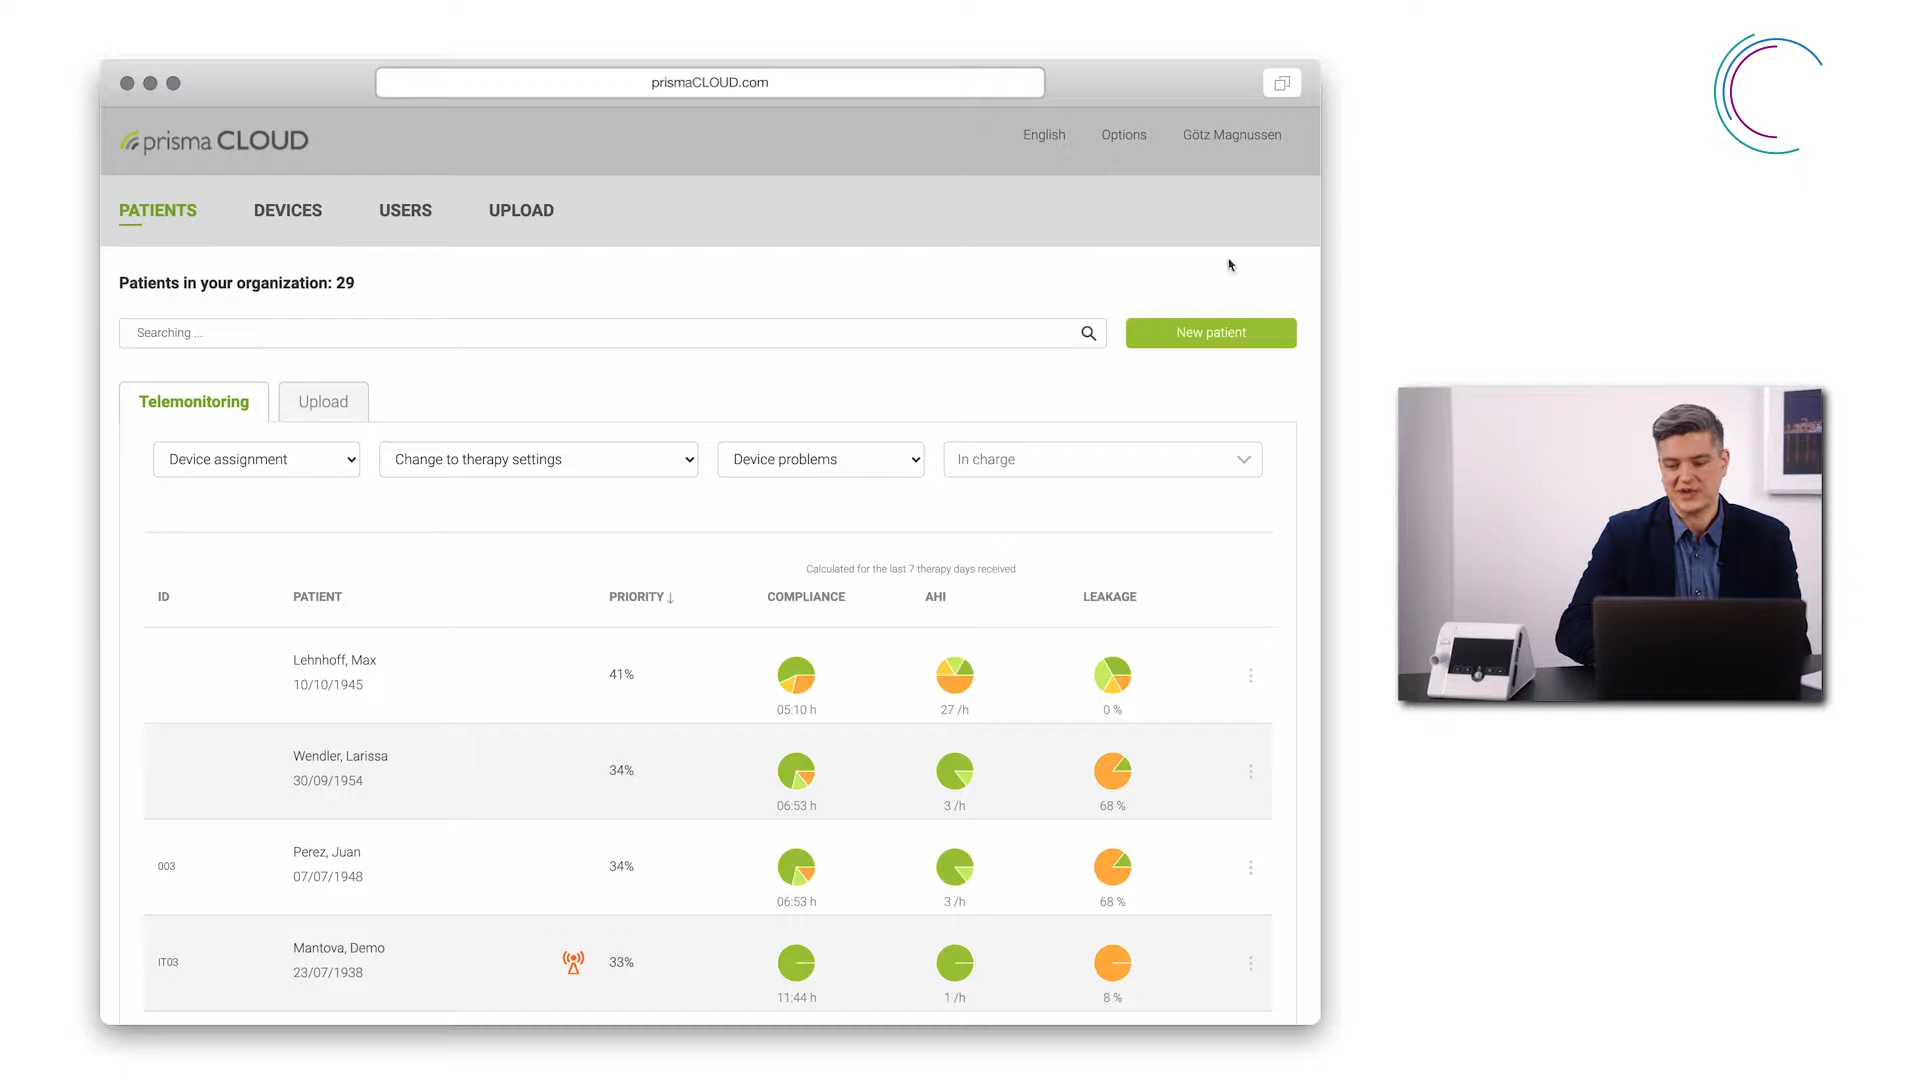 prismaCLOUD.com
prisma CLOUD
English Options Götz Magnussen
PATIENTS DEVICES USERS UPLOAD
Patients in your organization: 29
Searching ...
New patient
Telemonitoring Upload
Device assignment Change to therapy settings Device problems In charge
Calculated for the last 7 therapy days received
ID PATIENT PRIORITY↓ COMPLIANCE AHI LEAKAGE
Lehnhoff, Max
10/10/1945
41%
05:10 h 27 /h 0 %
Wendler, Larissa
30/09/1954
34%
06:53 h 3 /h 68 %
Perez, Juan
003
07/07/1948
34%
06:53 h 3 /h 68 %
Mantova, Demo
IT03
23/07/1938
33%
11:44 h 1 /h 8 %